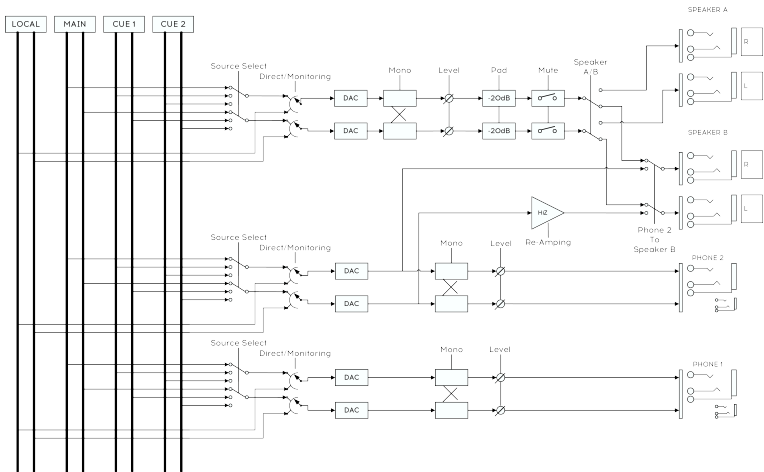 SPEAKER A
LOCAL MAIN CUE 1 CUE 2
R
Source Select
Direct/Monitoring
Mono
Level
Pad
Mute
Speaker
A/B
L
DAC
-20dB
DAC
-20dB
SPEAKER B
R
L
HiZ
Re-Amping
Phone 2
To
Speaker B
Source Select
Direct/Monitoring
Mono
Level
PHONE 2
DAC
DAC
Source Select
Direct/Monitoring
Mono
Level
PHONE 1
DAC
DAC